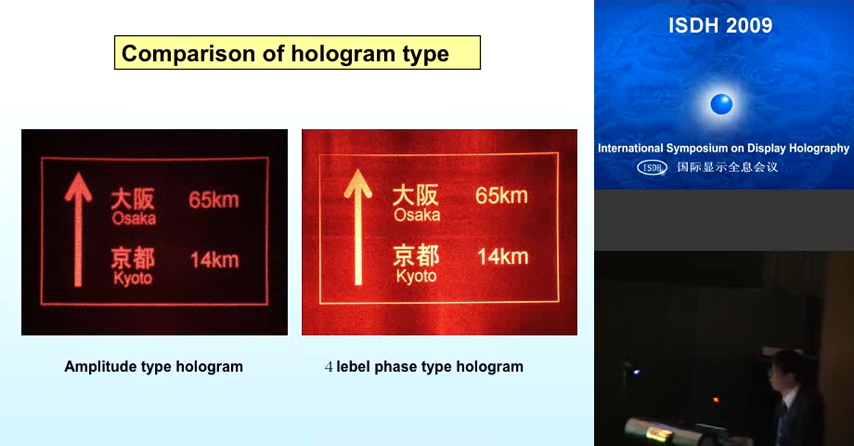 Comparison of hologram type
大阪 65km
Osaka
京都 14km
Kyoto
Amplitude type hologram
大阪 65km
Osaka
京都 14km
Kyoto
4 lebel phase type hologram
ISDH 2009
International Symposium on Display Holography
ISDH 国际显示全息会议